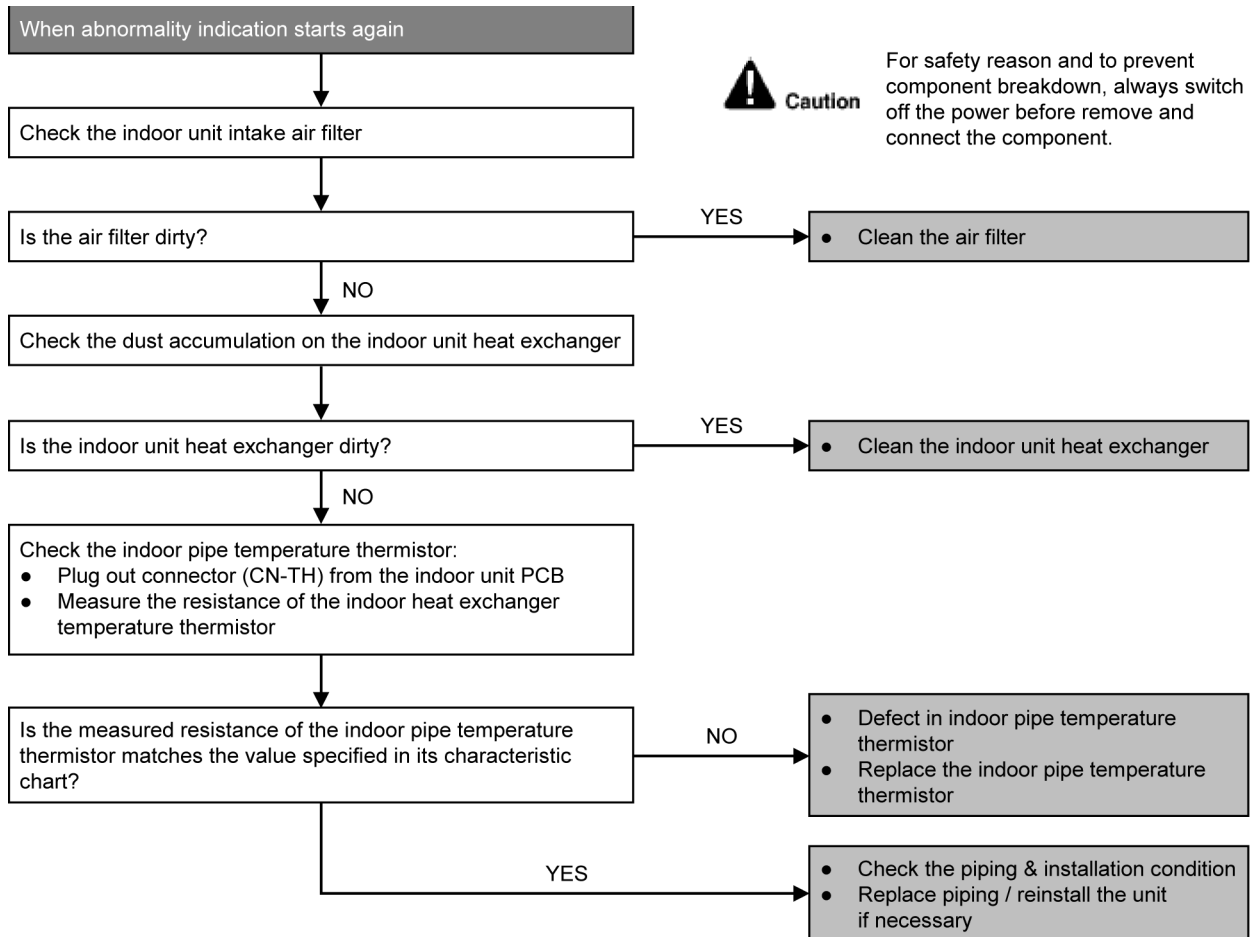 When abnormality indication starts again
Caution
For safety reason and to prevent
component breakdown, always switch
off the power before remove and
connect the component.
Check the indoor unit intake air filter
Is the air filter dirty?
YES
● Clean the air filter
NO
Check the dust accumulation on the indoor unit heat exchanger
Is the indoor unit heat exchanger dirty?
YES
● Clean the indoor unit heat exchanger
NO
Check the indoor pipe temperature thermistor:
● Plug out connector (CN-TH) from the indoor unit PCB
● Measure the resistance of the indoor heat exchanger
temperature thermistor
Is the measured resistance of the indoor pipe temperature
thermistor matches the value specified in its characteristic
chart?
NO
● Defect in indoor pipe temperature
thermistor
● Replace the indoor pipe temperature
thermistor
YES
● Check the piping & installation condition
● Replace piping / reinstall the unit
if necessary